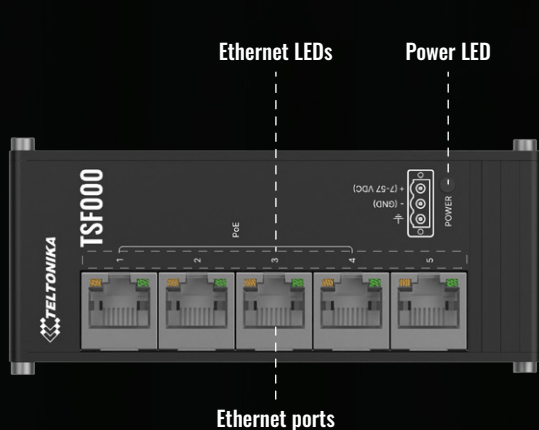 Ethernet LEDs
Power LED
TELTONIKA
TSF000
PoE
1
2
3
4
5
+ (7-57 VDC)
- (GND)
POWER
Ethernet ports